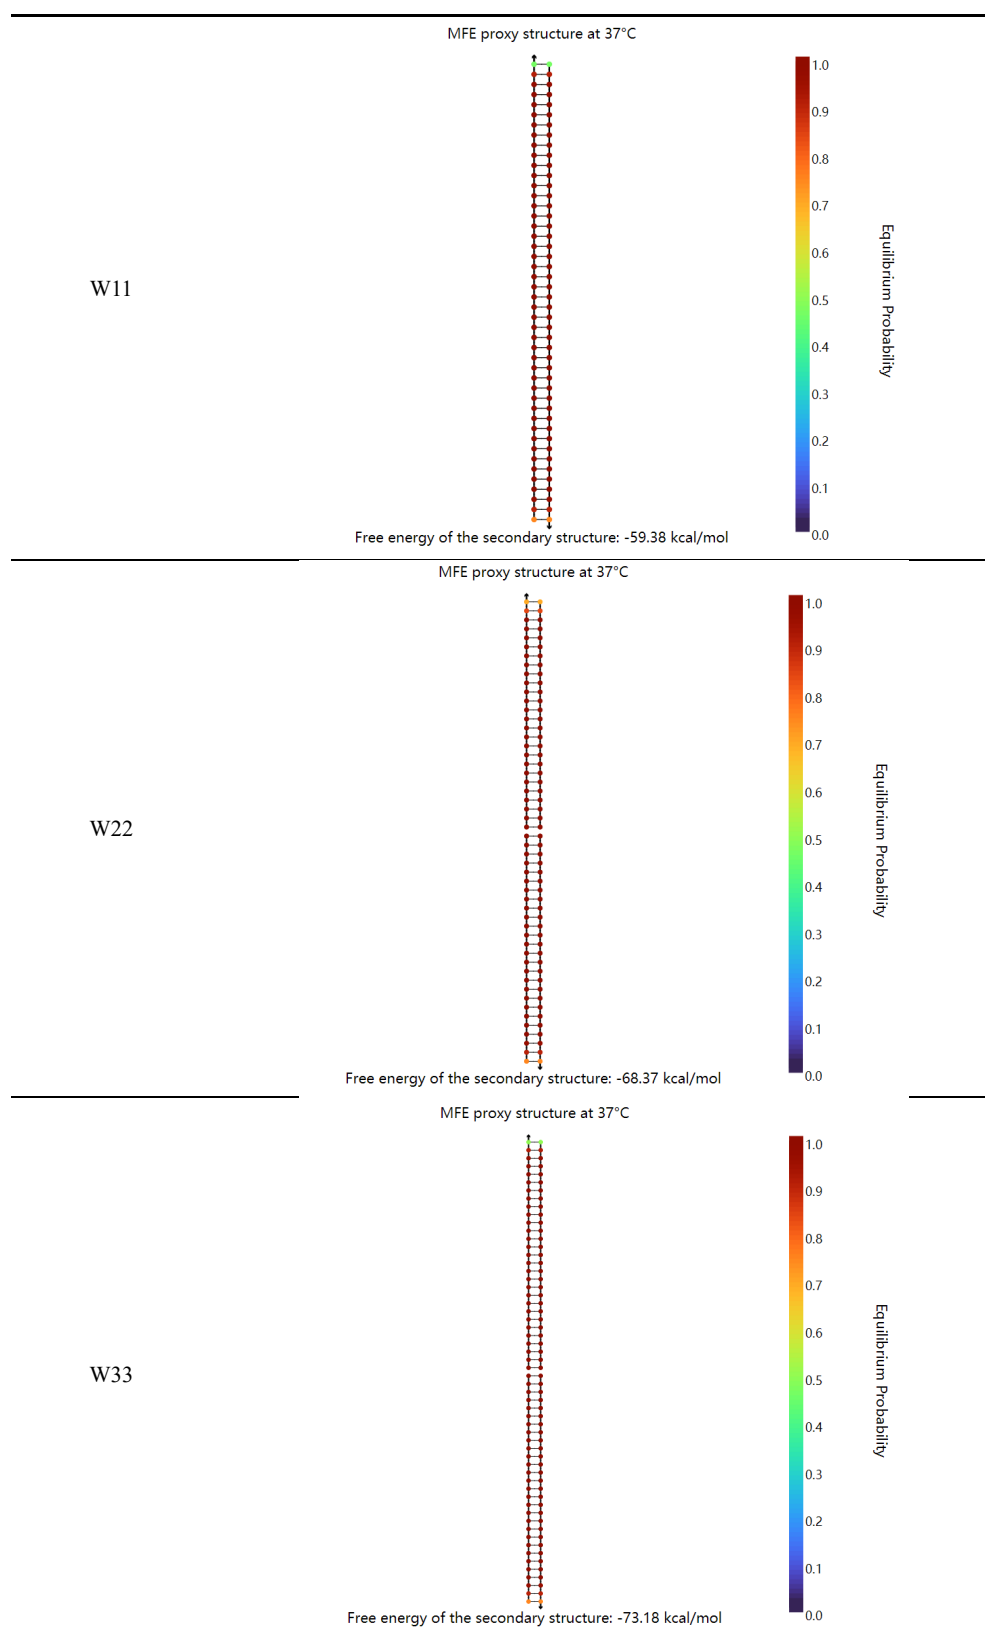 MFE proxy structure at 37°C
1.0
0.9
0.8
0.7
0.6
0.5
0.4
0.3
0.2
0.1
0.0
Equilibrium Probability
W11
Free energy of the secondary structure: -59.38 kcal/mol
MFE proxy structure at 37°C
1.0
0.9
0.8
0.7
0.6
0.5
0.4
0.3
0.2
0.1
0.0
Equilibrium Probability
W22
Free energy of the secondary structure: -68.37 kcal/mol
MFE proxy structure at 37°C
1.0
0.9
0.8
0.7
0.6
0.5
0.4
0.3
0.2
0.1
0.0
Equilibrium Probability
W33
Free energy of the secondary structure: -73.18 kcal/mol